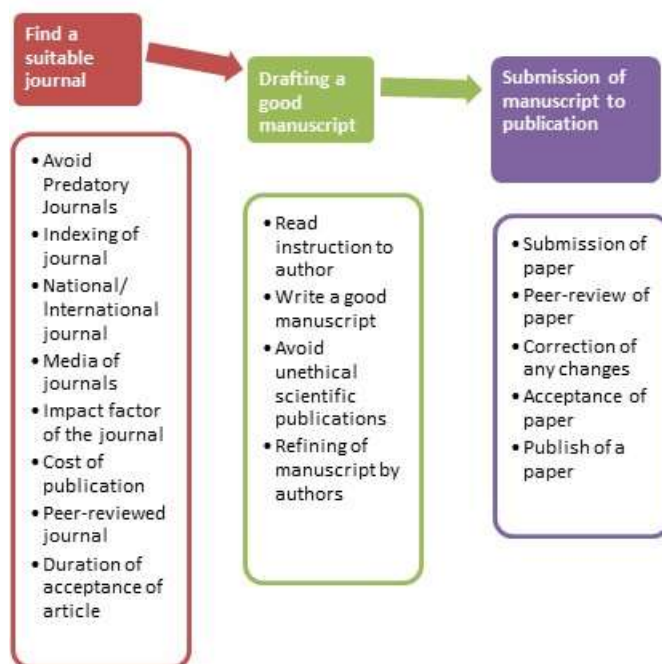 Find a
suitable
journal
Drafting a
good
manuscript
Submission of
manuscript to
publication
• Avoid
Predatory
Journals
• Indexing of
journal
• National/
International
journal
• Media of
journals
• Impact factor
of the journal
• Cost of
publication
• Peer-reviewed
journal
• Duration of
acceptance of
article
• Read
instruction to
author
• Write a good
manuscript
• Avoid
unethical
scientific
publications
• Refining of
manuscript by
authors
• Submission of
paper
• Peer-review of
paper
• Correction of
any changes
• Acceptance of
paper
• Publish of a
paper